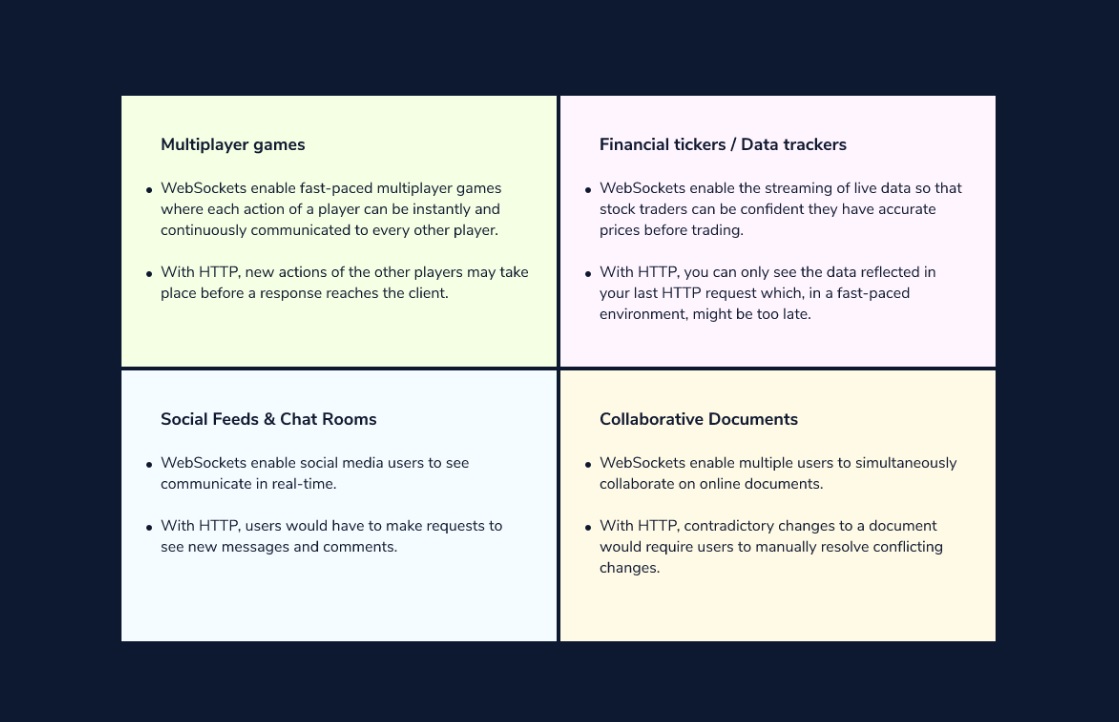 Multiplayer games
• WebSockets enable fast-paced multiplayer games
where each action of a player can be instantly and
continuously communicated to every other player.
• With HTTP, new actions of the other players may take
place before a response reaches the client.
Financial tickers / Data trackers
• WebSockets enable the streaming of live data so that
stock traders can be confident they have accurate
prices before trading.
• With HTTP, you can only see the data reflected in
your last HTTP request which, in a fast-paced
environment, might be too late.
Social Feeds & Chat Rooms
• WebSockets enable social media users to see
communicate in real-time.
• With HTTP, users would have to make requests to
see new messages and comments.
Collaborative Documents
• WebSockets enable multiple users to simultaneously
collaborate on online documents.
• With HTTP, contradictory changes to a document
would require users to manually resolve conflicting
changes.